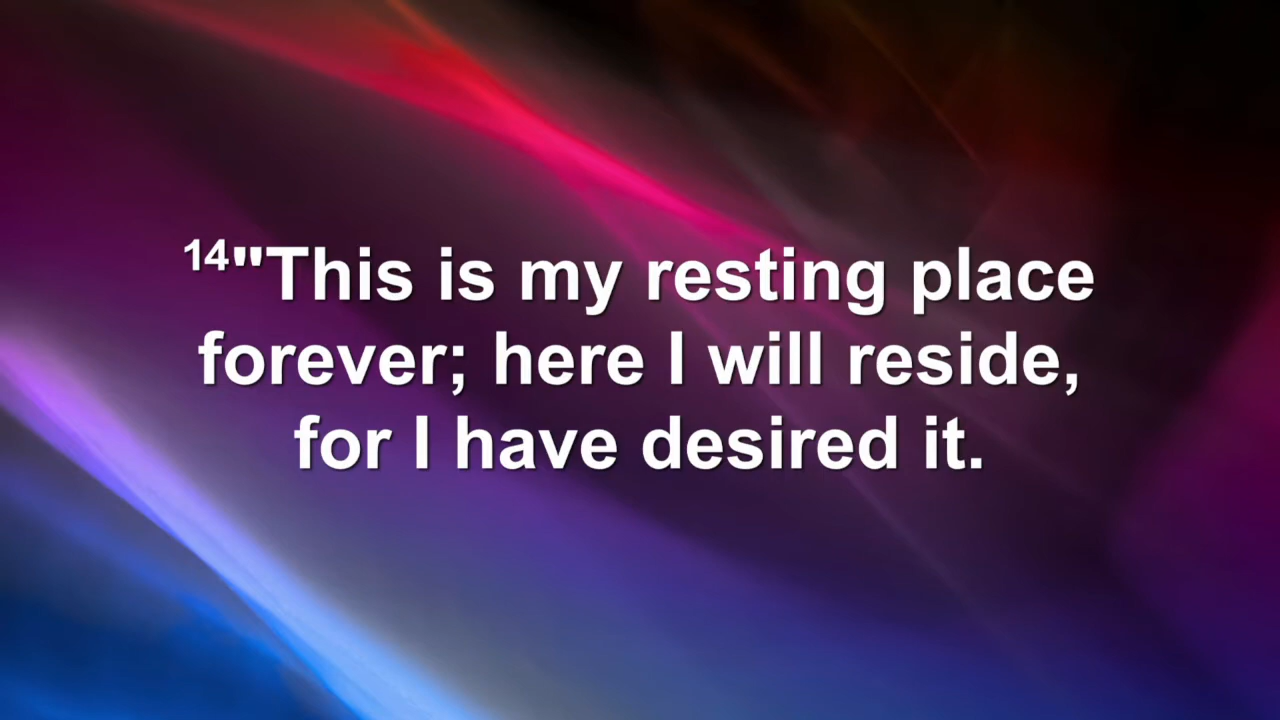 14"This is my resting place
forever; here I will reside,
for I have desired it.